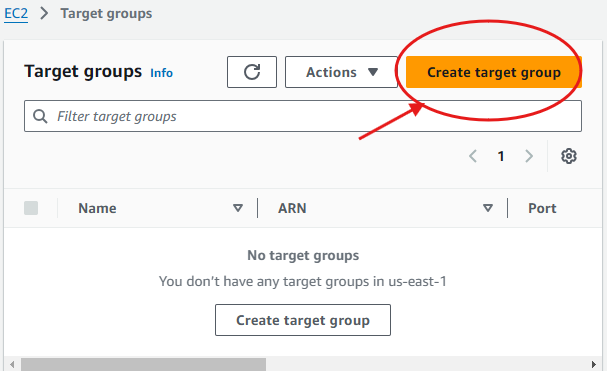 EC2 > Target groups
Target groups Info Actions Create target group
Filter target groups
1
Name ARN Port
No target groups
You don't have any target groups in us-east-1
Create target group